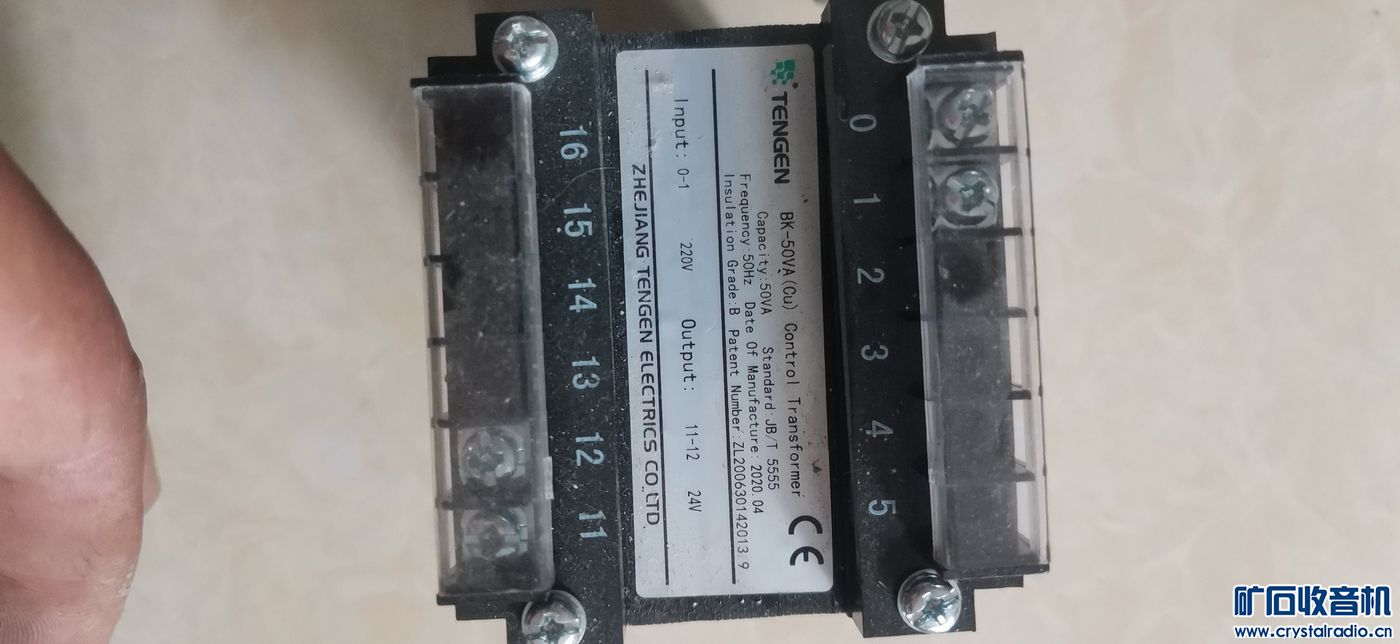 TENGEN BK-50VA(Cu) Control Transformer
Capacity:50VA Standard:JB/T 5555
Frequency:50Hz Date Of Manufacture:2020.04
Insulation Grade:B Patent Number:ZL200630142013.9
CE
Input: 0-1 220V Output: 11-12 24V
ZHEJIANG TENGEN ELECTRICS CO.,LTD.
0 1 2 3 4 5
16 15 14 13 12 11
矿石收音机
www.crystalradio.cn